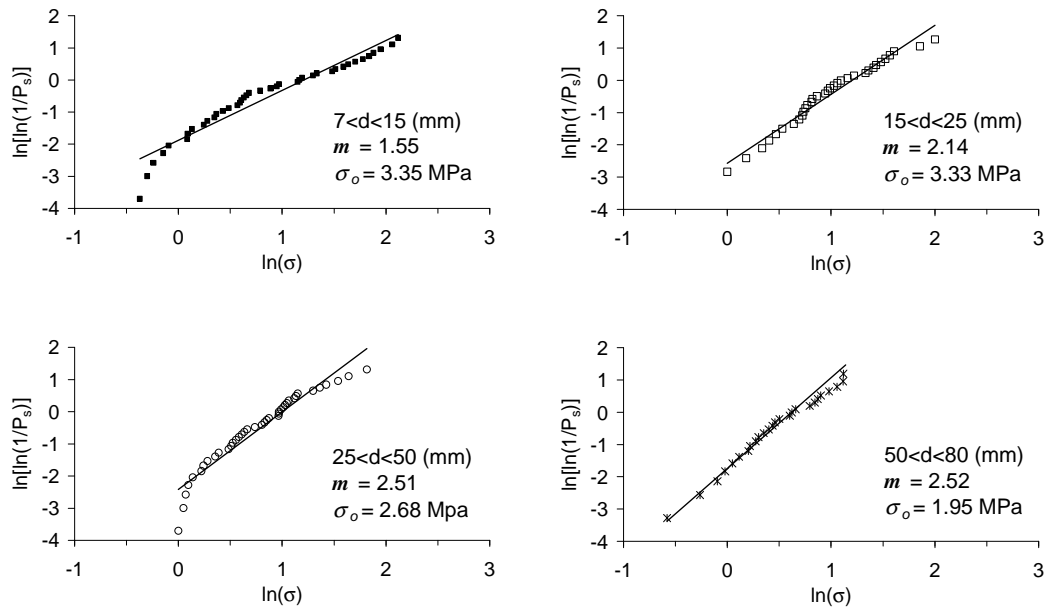 ln[ln(1/Pₛ)]
2
1
0
-1
-2
-3
-4
-1 0 1 2 3
ln(σ)
7<d<15 (mm)
m = 1.55
σₒ = 3.35 MPa
ln[ln(1/Pₛ)]
2
1
0
-1
-2
-3
-4
-1 0 1 2 3
ln(σ)
15<d<25 (mm)
m = 2.14
σₒ = 3.33 MPa
ln[ln(1/Pₛ)]
2
1
0
-1
-2
-3
-4
-1 0 1 2 3
ln(σ)
25<d<50 (mm)
m = 2.51
σₒ = 2.68 Mpa
ln[ln(1/Pₛ)]
2
1
0
-1
-2
-3
-4
-1 0 1 2 3
ln(σ)
50<d<80 (mm)
m = 2.52
σₒ = 1.95 MPa